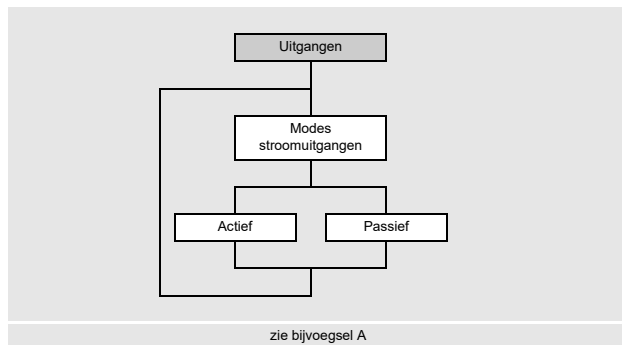 Uitgangen
Modes
stroomuitgangen
Actief
Passief
zie bijvoegsel A